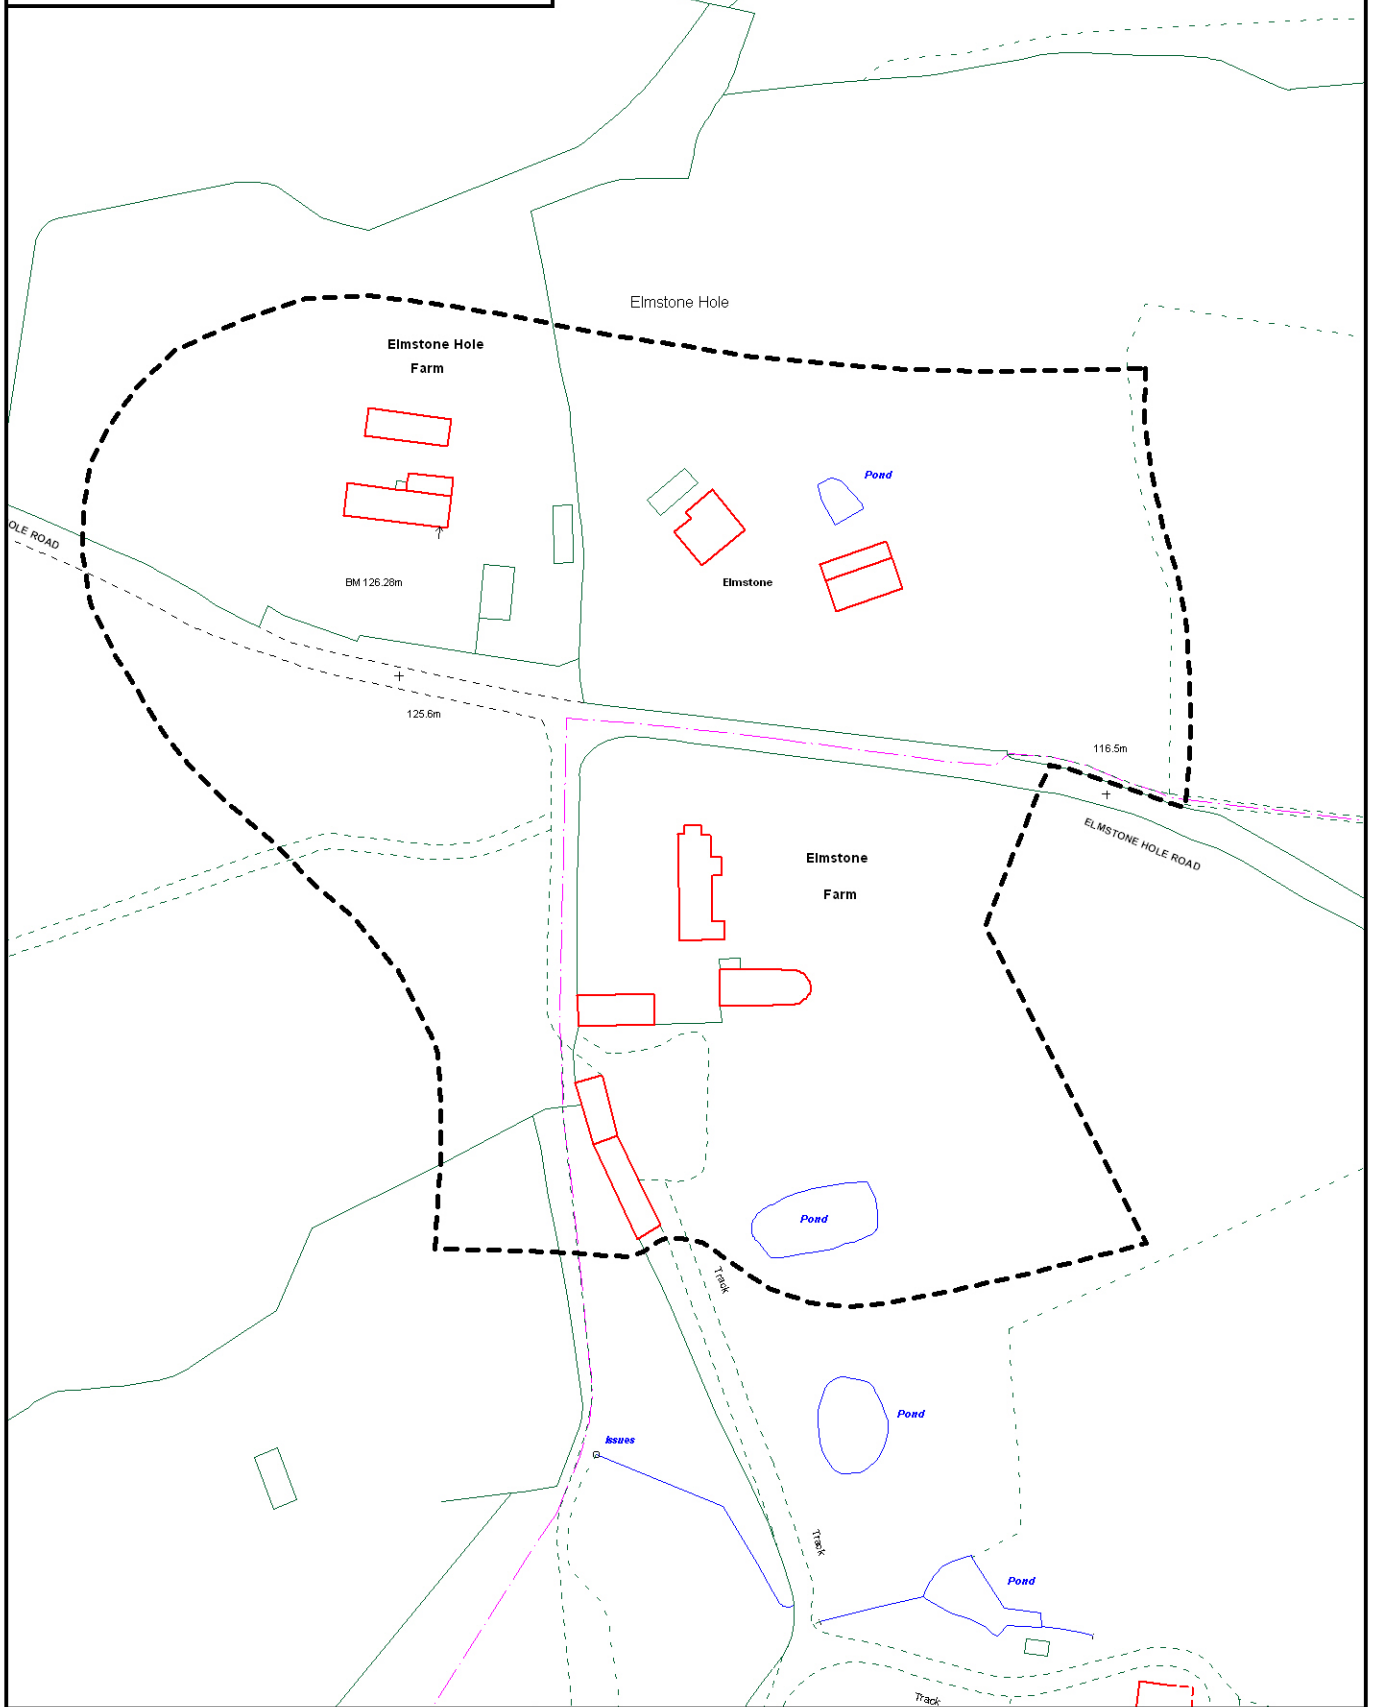 Elmstone Hole
Elmstone Hole
Farm
Pond
OLE ROAD
BM 126.28m
Elmstone
125.6m
116.5m
ELMSTONE HOLE ROAD
Elmstone
Farm
Pond
Track
Pond
Issues
Track
Pond
Track